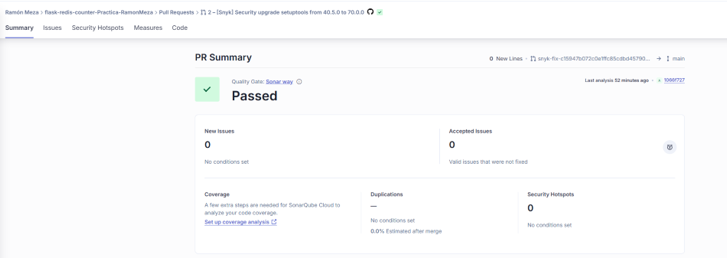 Ramón Meza > flask-redis-counter-Practica-RamonMeza > Pull Requests > 2 – [Snyk] Security upgrade setuptools from 40.5.0 to 70.0.0
Summary Issues Security Hotspots Measures Code
PR Summary
0 New Lines main
Quality Gate: Sonar way
Passed
Last analysis 52 minutes ago
New Issues
0
No conditions set
Accepted Issues
0
Valid issues that were not fixed
Coverage
A few extra steps are needed for SonarQube Cloud to
analyze your code coverage.
Set up coverage analysis
Duplications
—
No conditions set
0.0% Estimated after merge
Security Hotspots
0
No conditions set